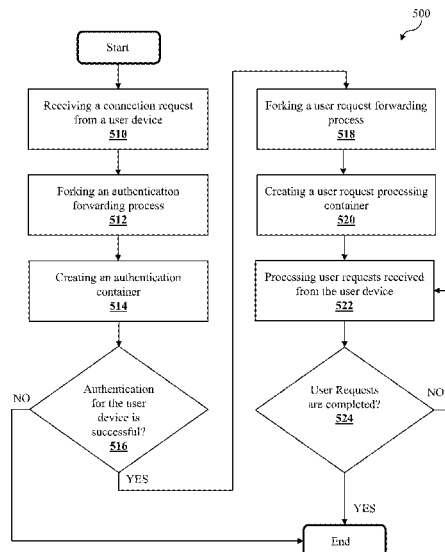 500
Start
Receiving a connection request
from a user device
510
Forking an authentication
forwarding process
512
Creating an authentication
container
514
Authentication
for the user
device is
successful?
516
NO
YES
Forking a user request forwarding
process
518
Creating a user request processing
container
520
Processing user requests received
from the user device
522
User Requests
are completed?
524
NO
YES
End